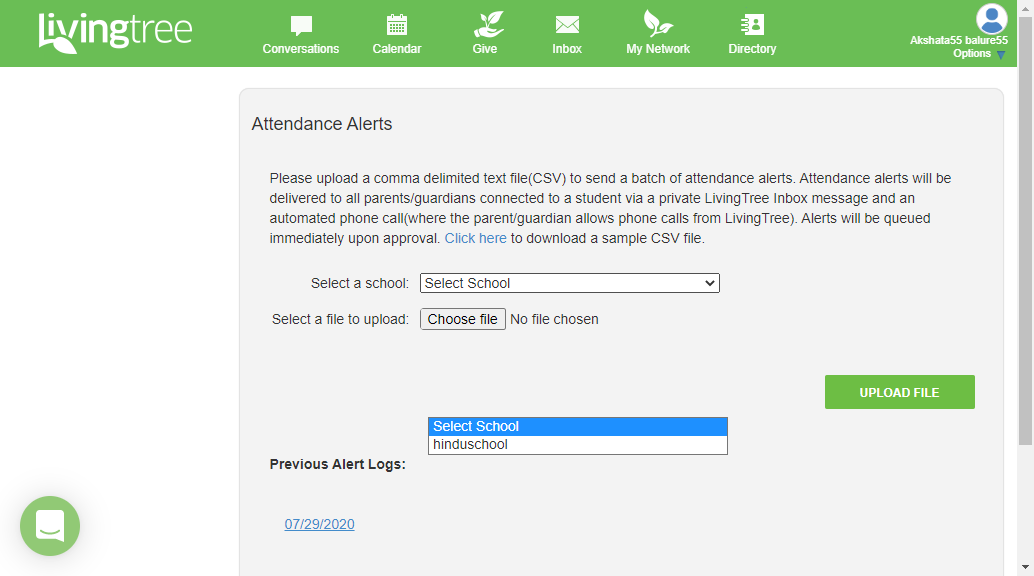 livingtree
Conversations
Calendar
Give
Inbox
My Network
Directory
Akshata55 balure55
Options
Attendance Alerts
Please upload a comma delimited text file(CSV) to send a batch of attendance alerts. Attendance alerts will be
delivered to all parents/guardians connected to a student via a private LivingTree Inbox message and an
automated phone call(where the parent/guardian allows phone calls from LivingTree). Alerts will be queued
immediately upon approval. Click here to download a sample CSV file.
Select a school: Select School
Select a file to upload: Choose file No file chosen
UPLOAD FILE
Select School
hinduschool
Previous Alert Logs:
07/29/2020